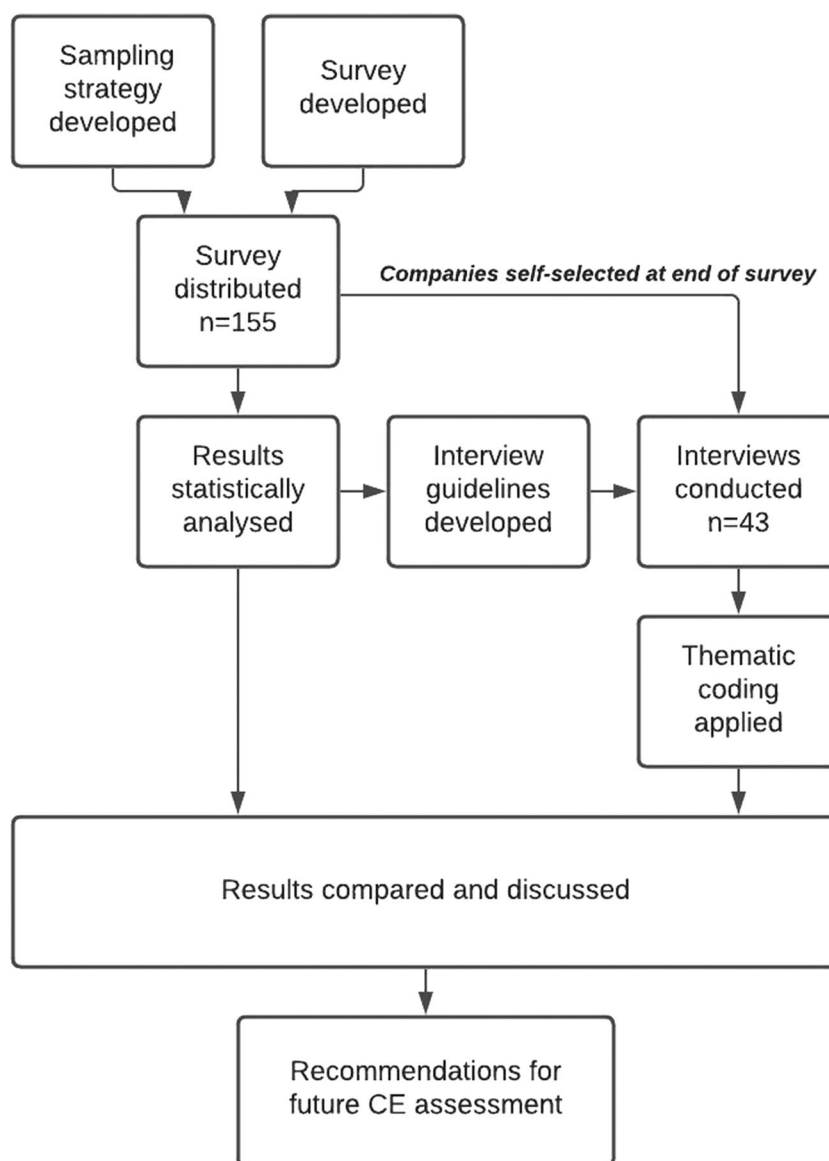 Sampling
strategy
developed
Survey
developed
Survey
distributed
n=155
Companies self-selected at end of survey
Results
statistically
analysed
Interview
guidelines
developed
Interviews
conducted
n=43
Thematic
coding
applied
Results compared and discussed
Recommendations for
future CE assessment